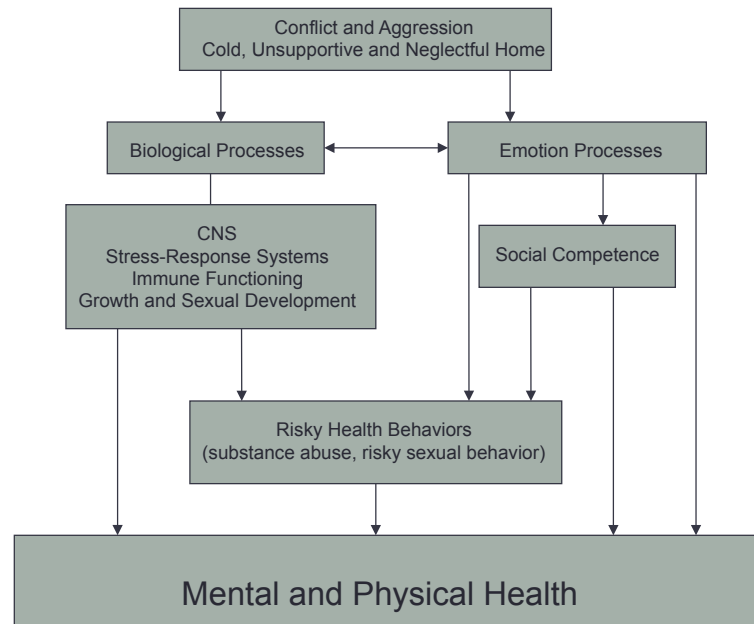 Conflict and Aggression
Cold, Unsupportive and Neglectful Home
Biological Processes
Emotion Processes
CNS
Stress-Response Systems
Immune Functioning
Growth and Sexual Development
Social Competence
Risky Health Behaviors
(substance abuse, risky sexual behavior)
Mental and Physical Health